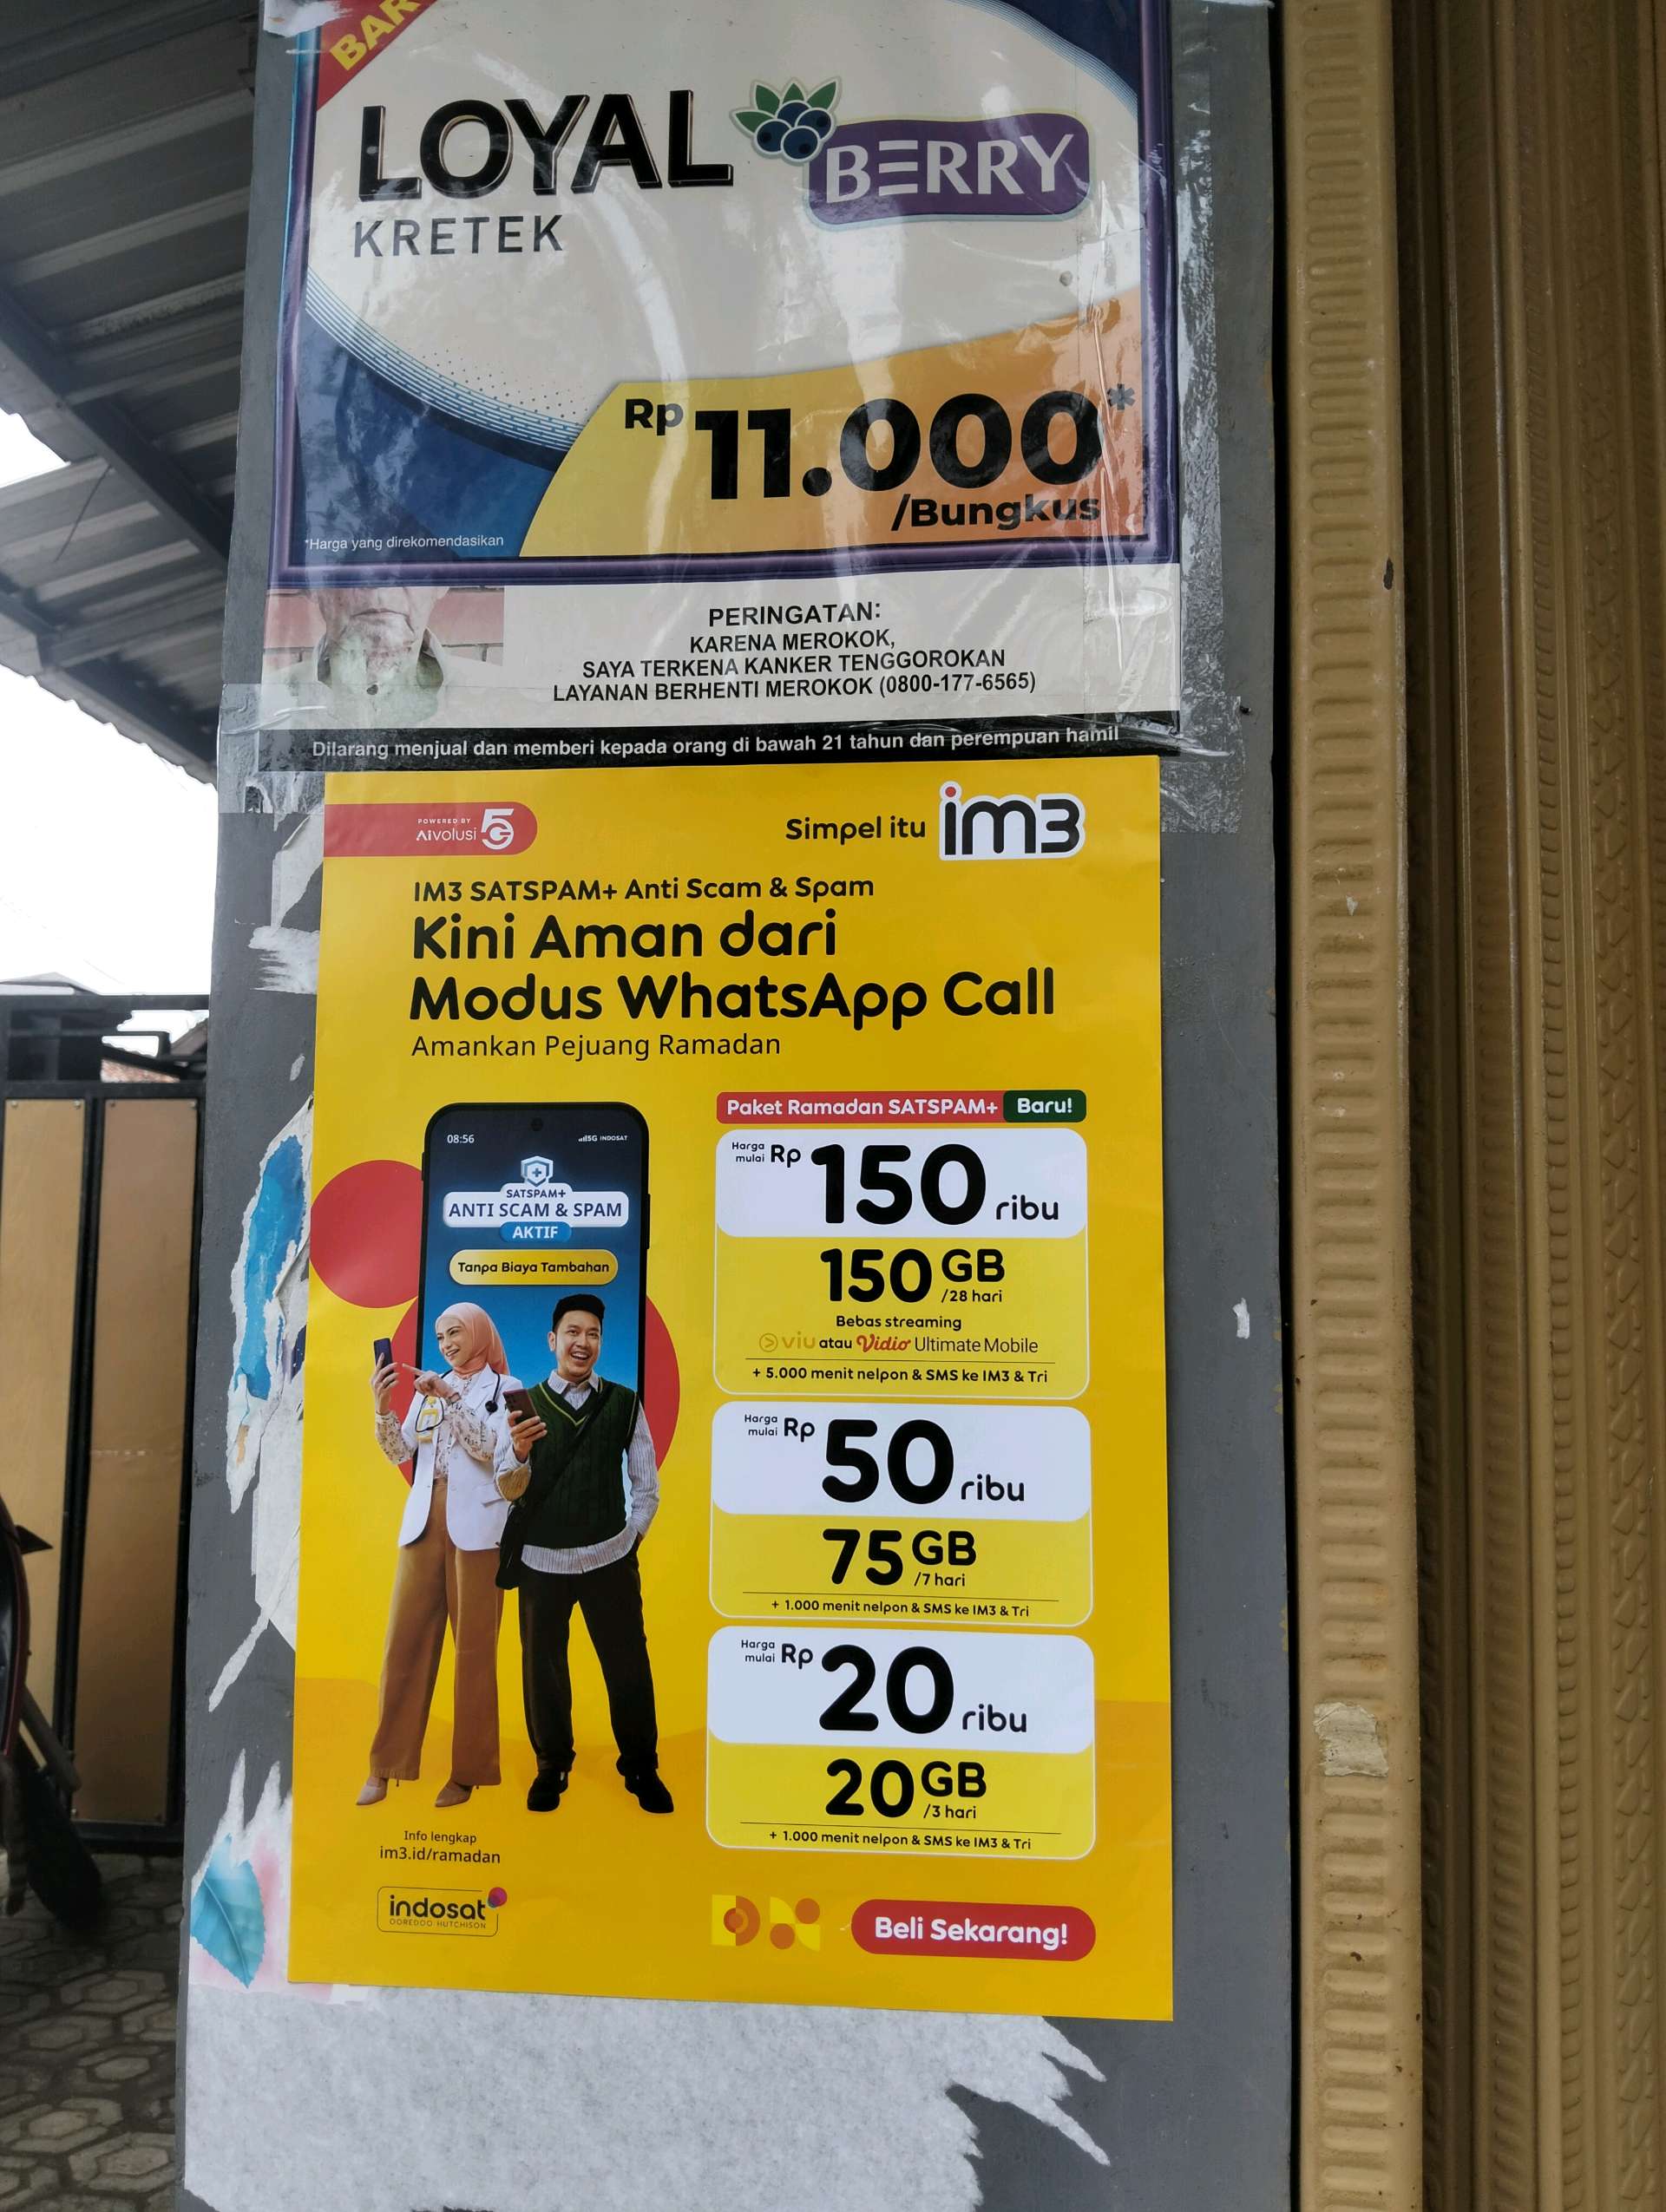 LOYAL BERRY
KRETEK
Rp 11.000*
/Bungkus
*Harga yang direkomendasikan
PERINGATAN:
KARENA MEROKOK,
SAYA TERKENA KANKER TENGGOROKAN
LAYANAN BERHENTI MEROKOK (0800-177-6565)
Dilarang menjual dan memberi kepada orang di bawah 21 tahun dan perempuan hamil
POWERED BY
AIvolusi 5G
Simpel itu im3
IM3 SATSPAM+ Anti Scam & Spam
Kini Aman dari
Modus WhatsApp Call
Amankan Pejuang Ramadan
08:56 5G INDOSAT
SATSPAM+
ANTI SCAM & SPAM
AKTIF
Tanpa Biaya Tambahan
Paket Ramadan SATSPAM+ Baru!
Harga mulai Rp 150 ribu
150 GB
/28 hari
Bebas streaming
viu atau Vidio Ultimate Mobile
+ 5.000 menit nelpon & SMS ke IM3 & Tri
Harga mulai Rp 50 ribu
75 GB
/7 hari
+ 1.000 menit nelpon & SMS ke IM3 & Tri
Harga mulai Rp 20 ribu
20 GB
/3 hari
+ 1.000 menit nelpon & SMS ke IM3 & Tri
Info lengkap
im3.id/ramadan
indosat
OOREDOO HUTCHISON
Beli Sekarang!